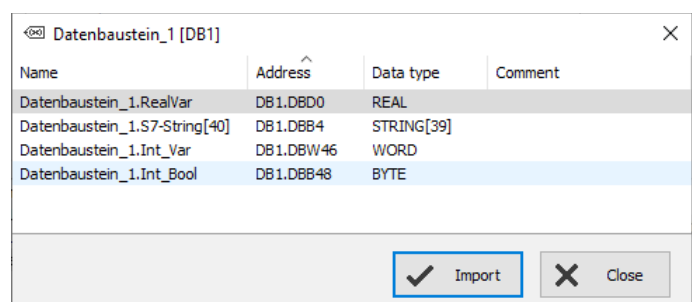 Datenbaustein_1 [DB1]
Name Address Data type Comment
Datenbaustein_1.RealVar DB1.DBD0 REAL
Datenbaustein_1.S7-String[40] DB1.DBB4 STRING[39]
Datenbaustein_1.Int_Var DB1.DBW46 WORD
Datenbaustein_1.Int_Bool DB1.DBB48 BYTE
Import Close